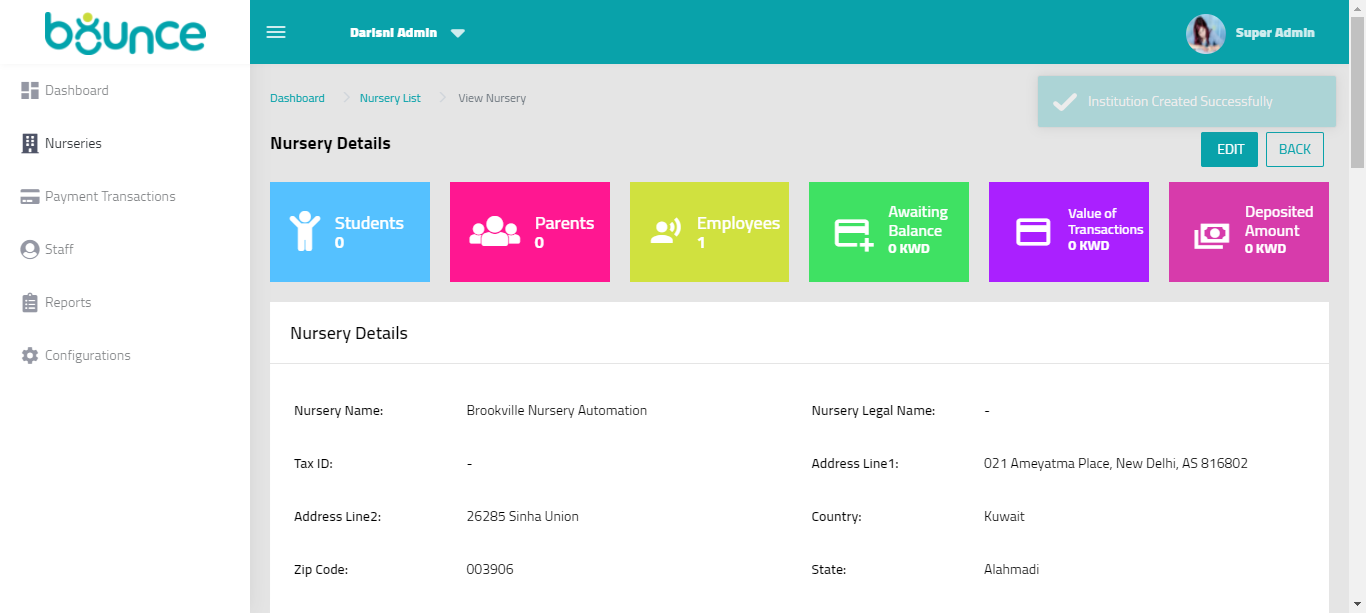 bounce
Darisni Admin
Super Admin
Dashboard
Nurseries
Payment Transactions
Staff
Reports
Configurations
Dashboard
Nursery List
View Nursery
Institution Created Successfully
Nursery Details
EDIT
BACK
Students
0
Parents
0
Employees
1
Awaiting
Balance
0 KWD
Value of
Transactions
0 KWD
Deposited
Amount
0 KWD
Nursery Details
Nursery Name: Brookville Nursery Automation
Nursery Legal Name: -
Tax ID: -
Address Line1: 021 Ameyatma Place, New Delhi, AS 816802
Address Line2: 26285 Sinha Union
Country: Kuwait
Zip Code: 003906
State: Alahmadi